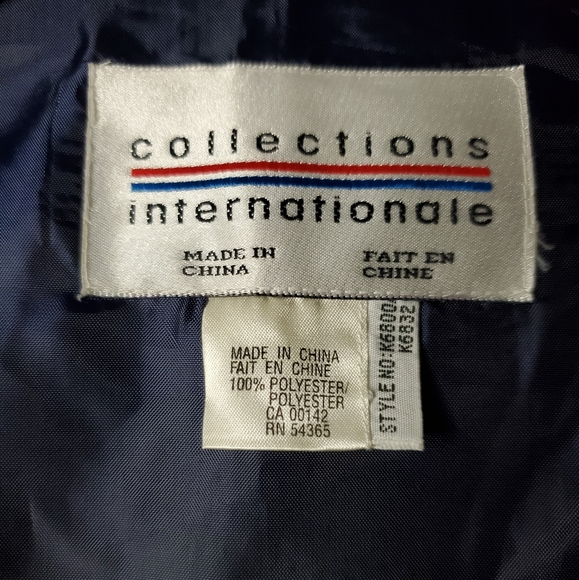 collections
internationale
MADE IN CHINA
FAIT EN CHINE
MADE IN CHINA
FAIT EN CHINE
100% POLYESTER/
POLYESTER
CA 00142
RN 54365
STYLE NO:K6800
K6832